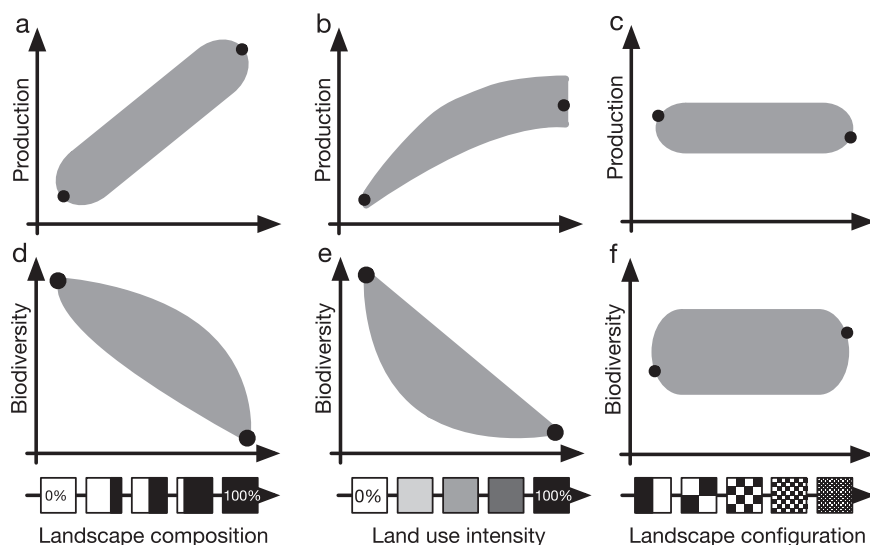 a
b
c
Production
Production
Production
d
e
f
Biodiversity
Biodiversity
Biodiversity
0%
100%
0%
100%
Landscape composition
Land use intensity
Landscape configuration